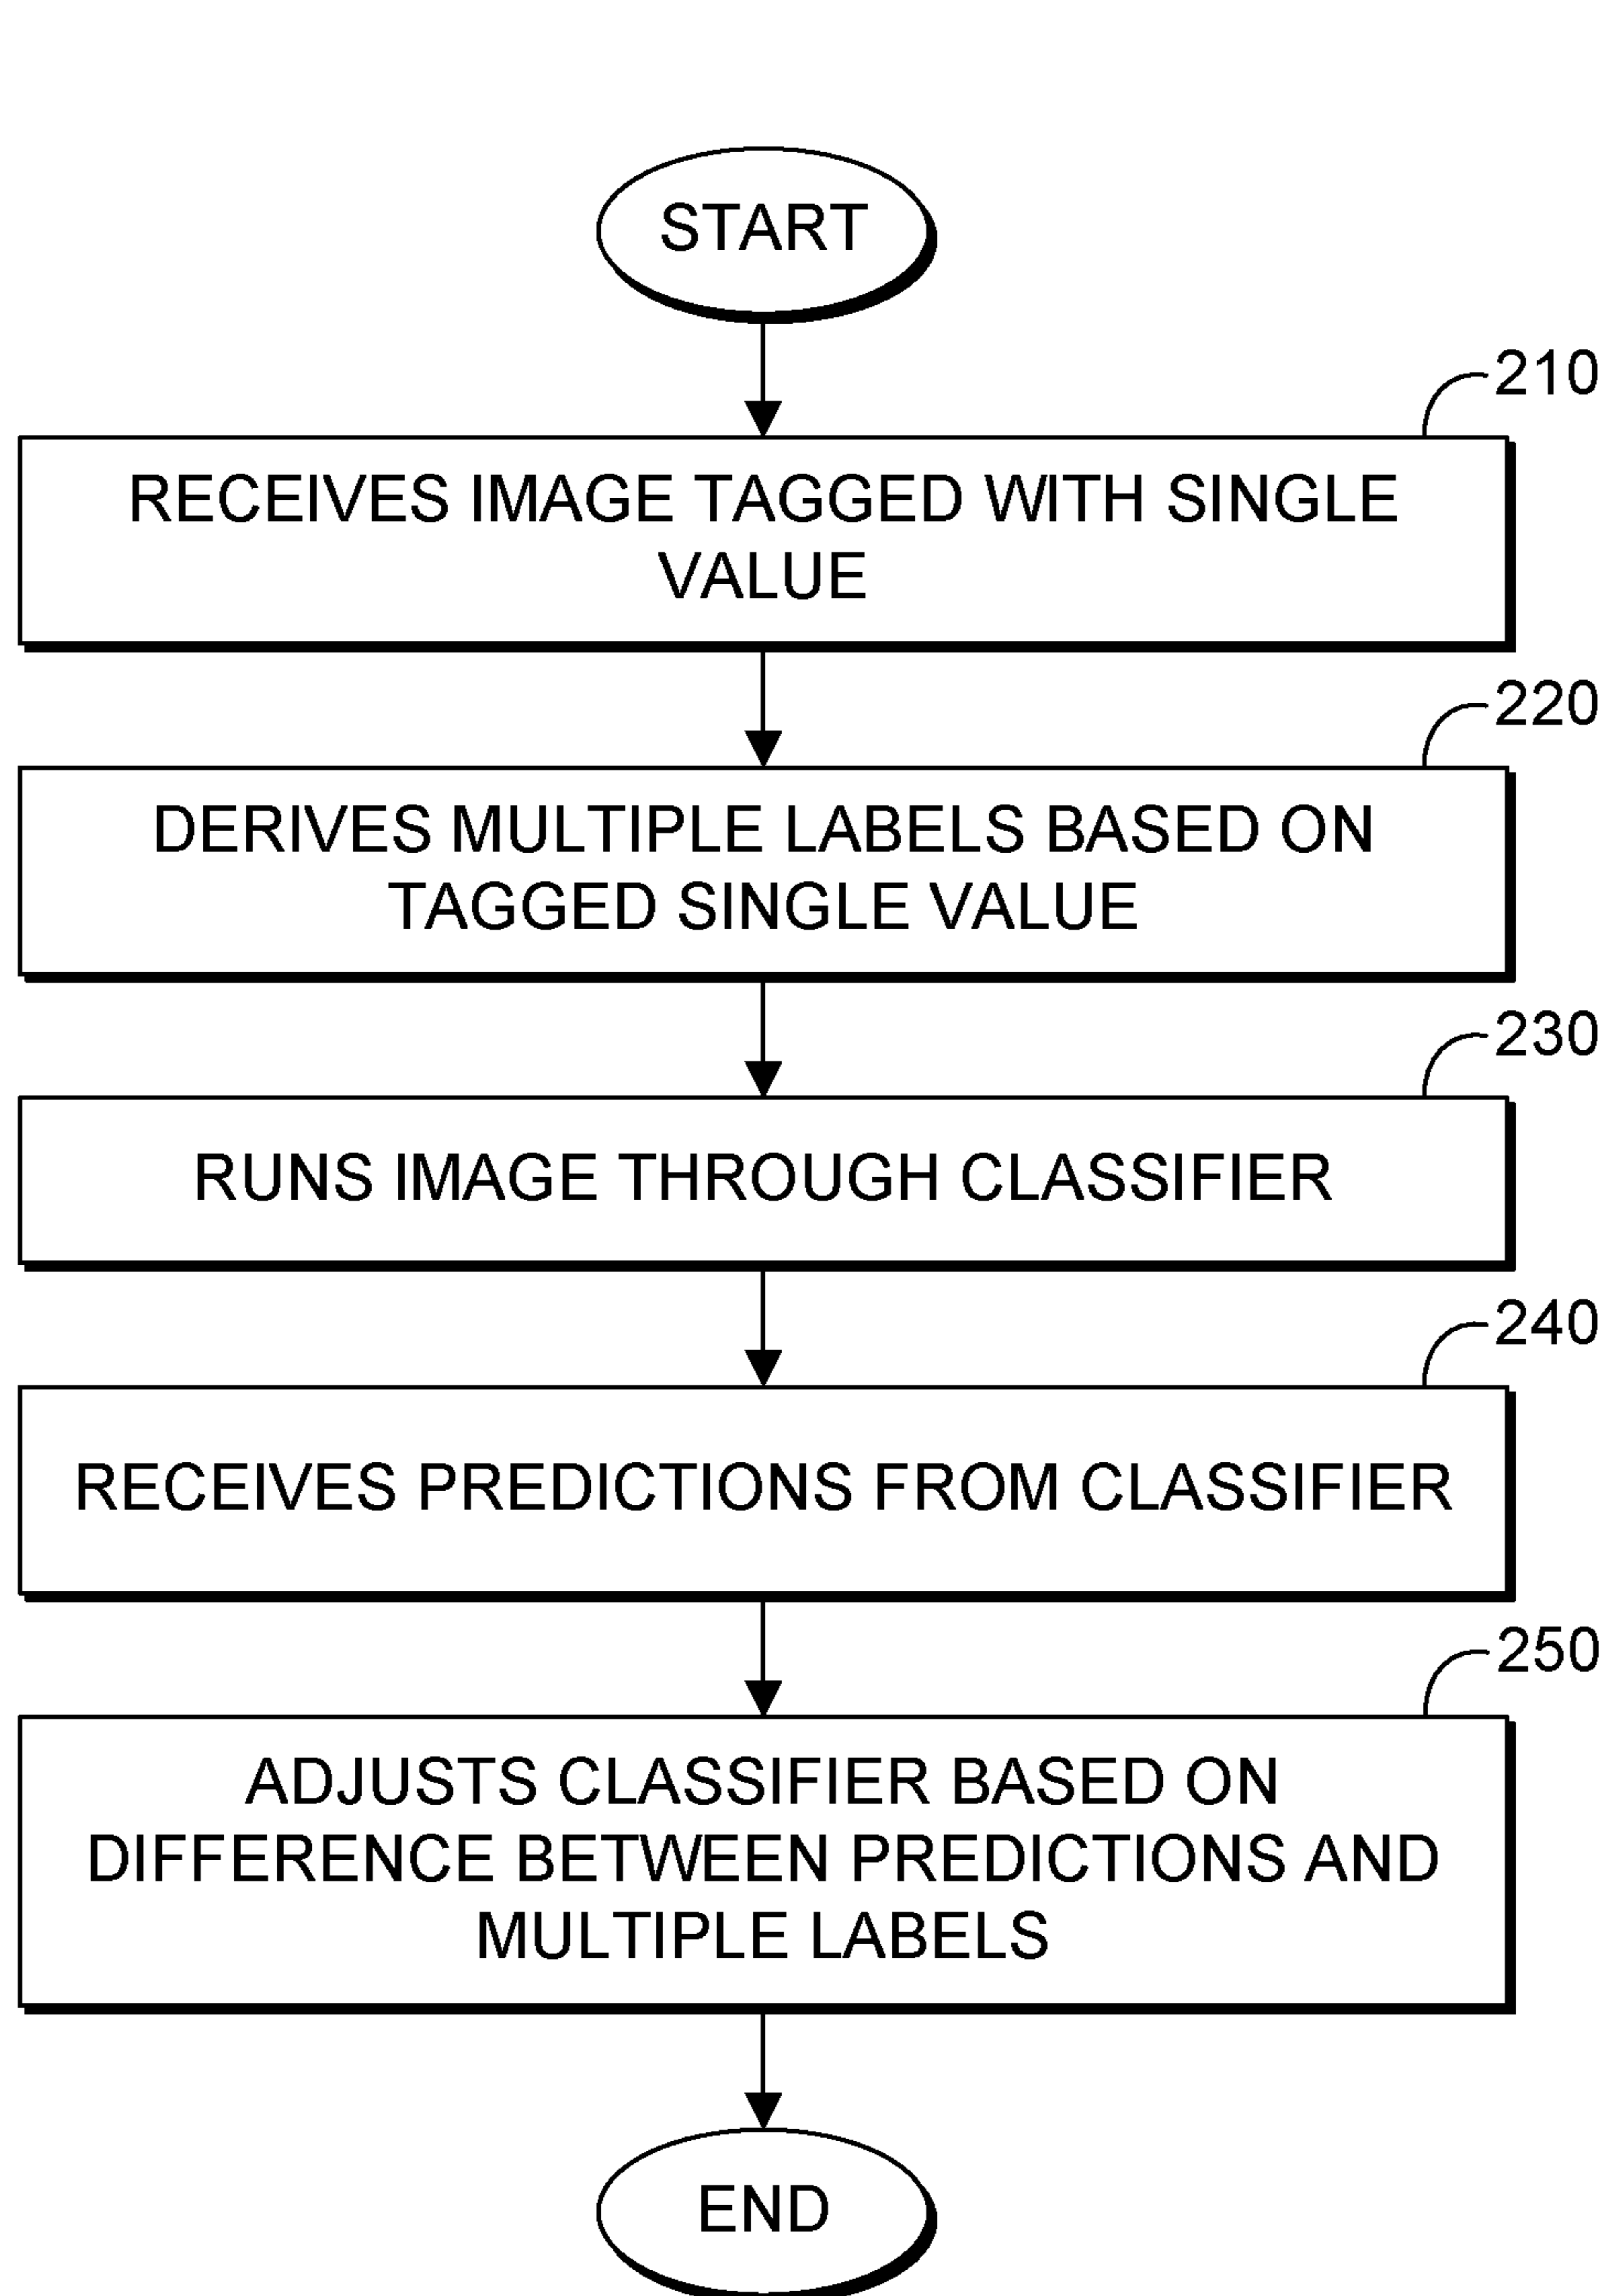 START
210
RECEIVES IMAGE TAGGED WITH SINGLE
VALUE
220
DERIVES MULTIPLE LABELS BASED ON
TAGGED SINGLE VALUE
230
RUNS IMAGE THROUGH CLASSIFIER
240
RECEIVES PREDICTIONS FROM CLASSIFIER
250
ADJUSTS CLASSIFIER BASED ON
DIFFERENCE BETWEEN PREDICTIONS AND
MULTIPLE LABELS
END